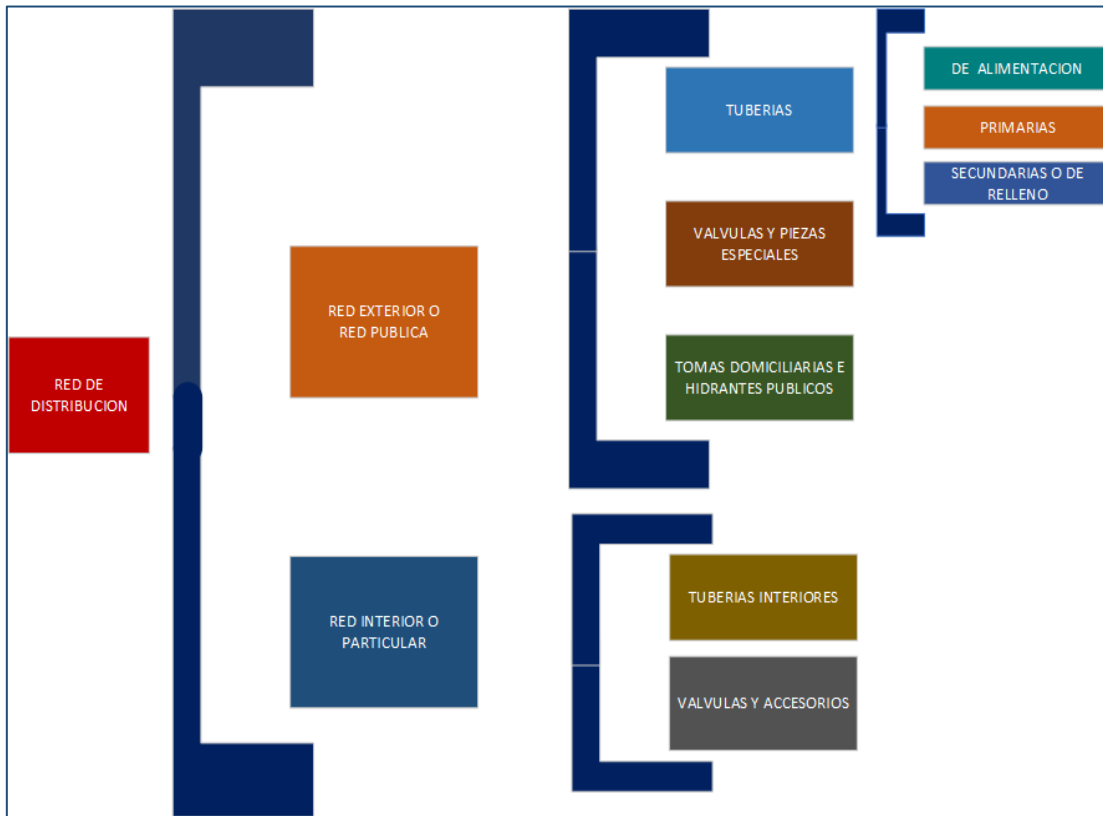 RED DE
DISTRIBUCION
RED EXTERIOR O
RED PUBLICA
TUBERIAS
DE ALIMENTACION
PRIMARIAS
SECUNDARIAS O DE
RELLENO
VALVULAS Y PIEZAS
ESPECIALES
TOMAS DOMICILIARIAS E
HIDRANTES PUBLICOS
RED INTERIOR O
PARTICULAR
TUBERIAS INTERIORES
VALVULAS Y ACCESORIOS